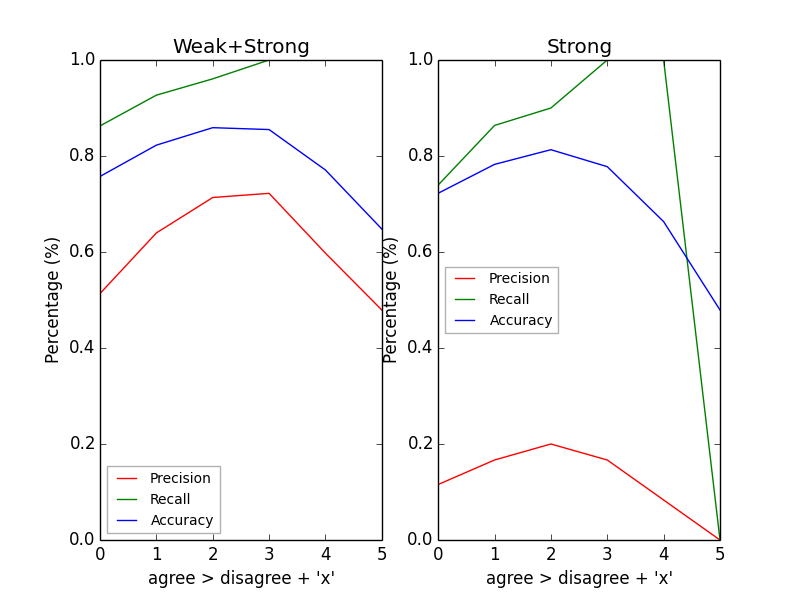 Weak+Strong
1.0
0.8
0.6
0.4
0.2
0.0
Percentage (%)
Precision
Recall
Accuracy
0 1 2 3 4 5
agree > disagree + 'x'
Strong
1.0
0.8
0.6
0.4
0.2
0.0
Percentage (%)
Precision
Recall
Accuracy
0 1 2 3 4 5
agree > disagree + 'x'